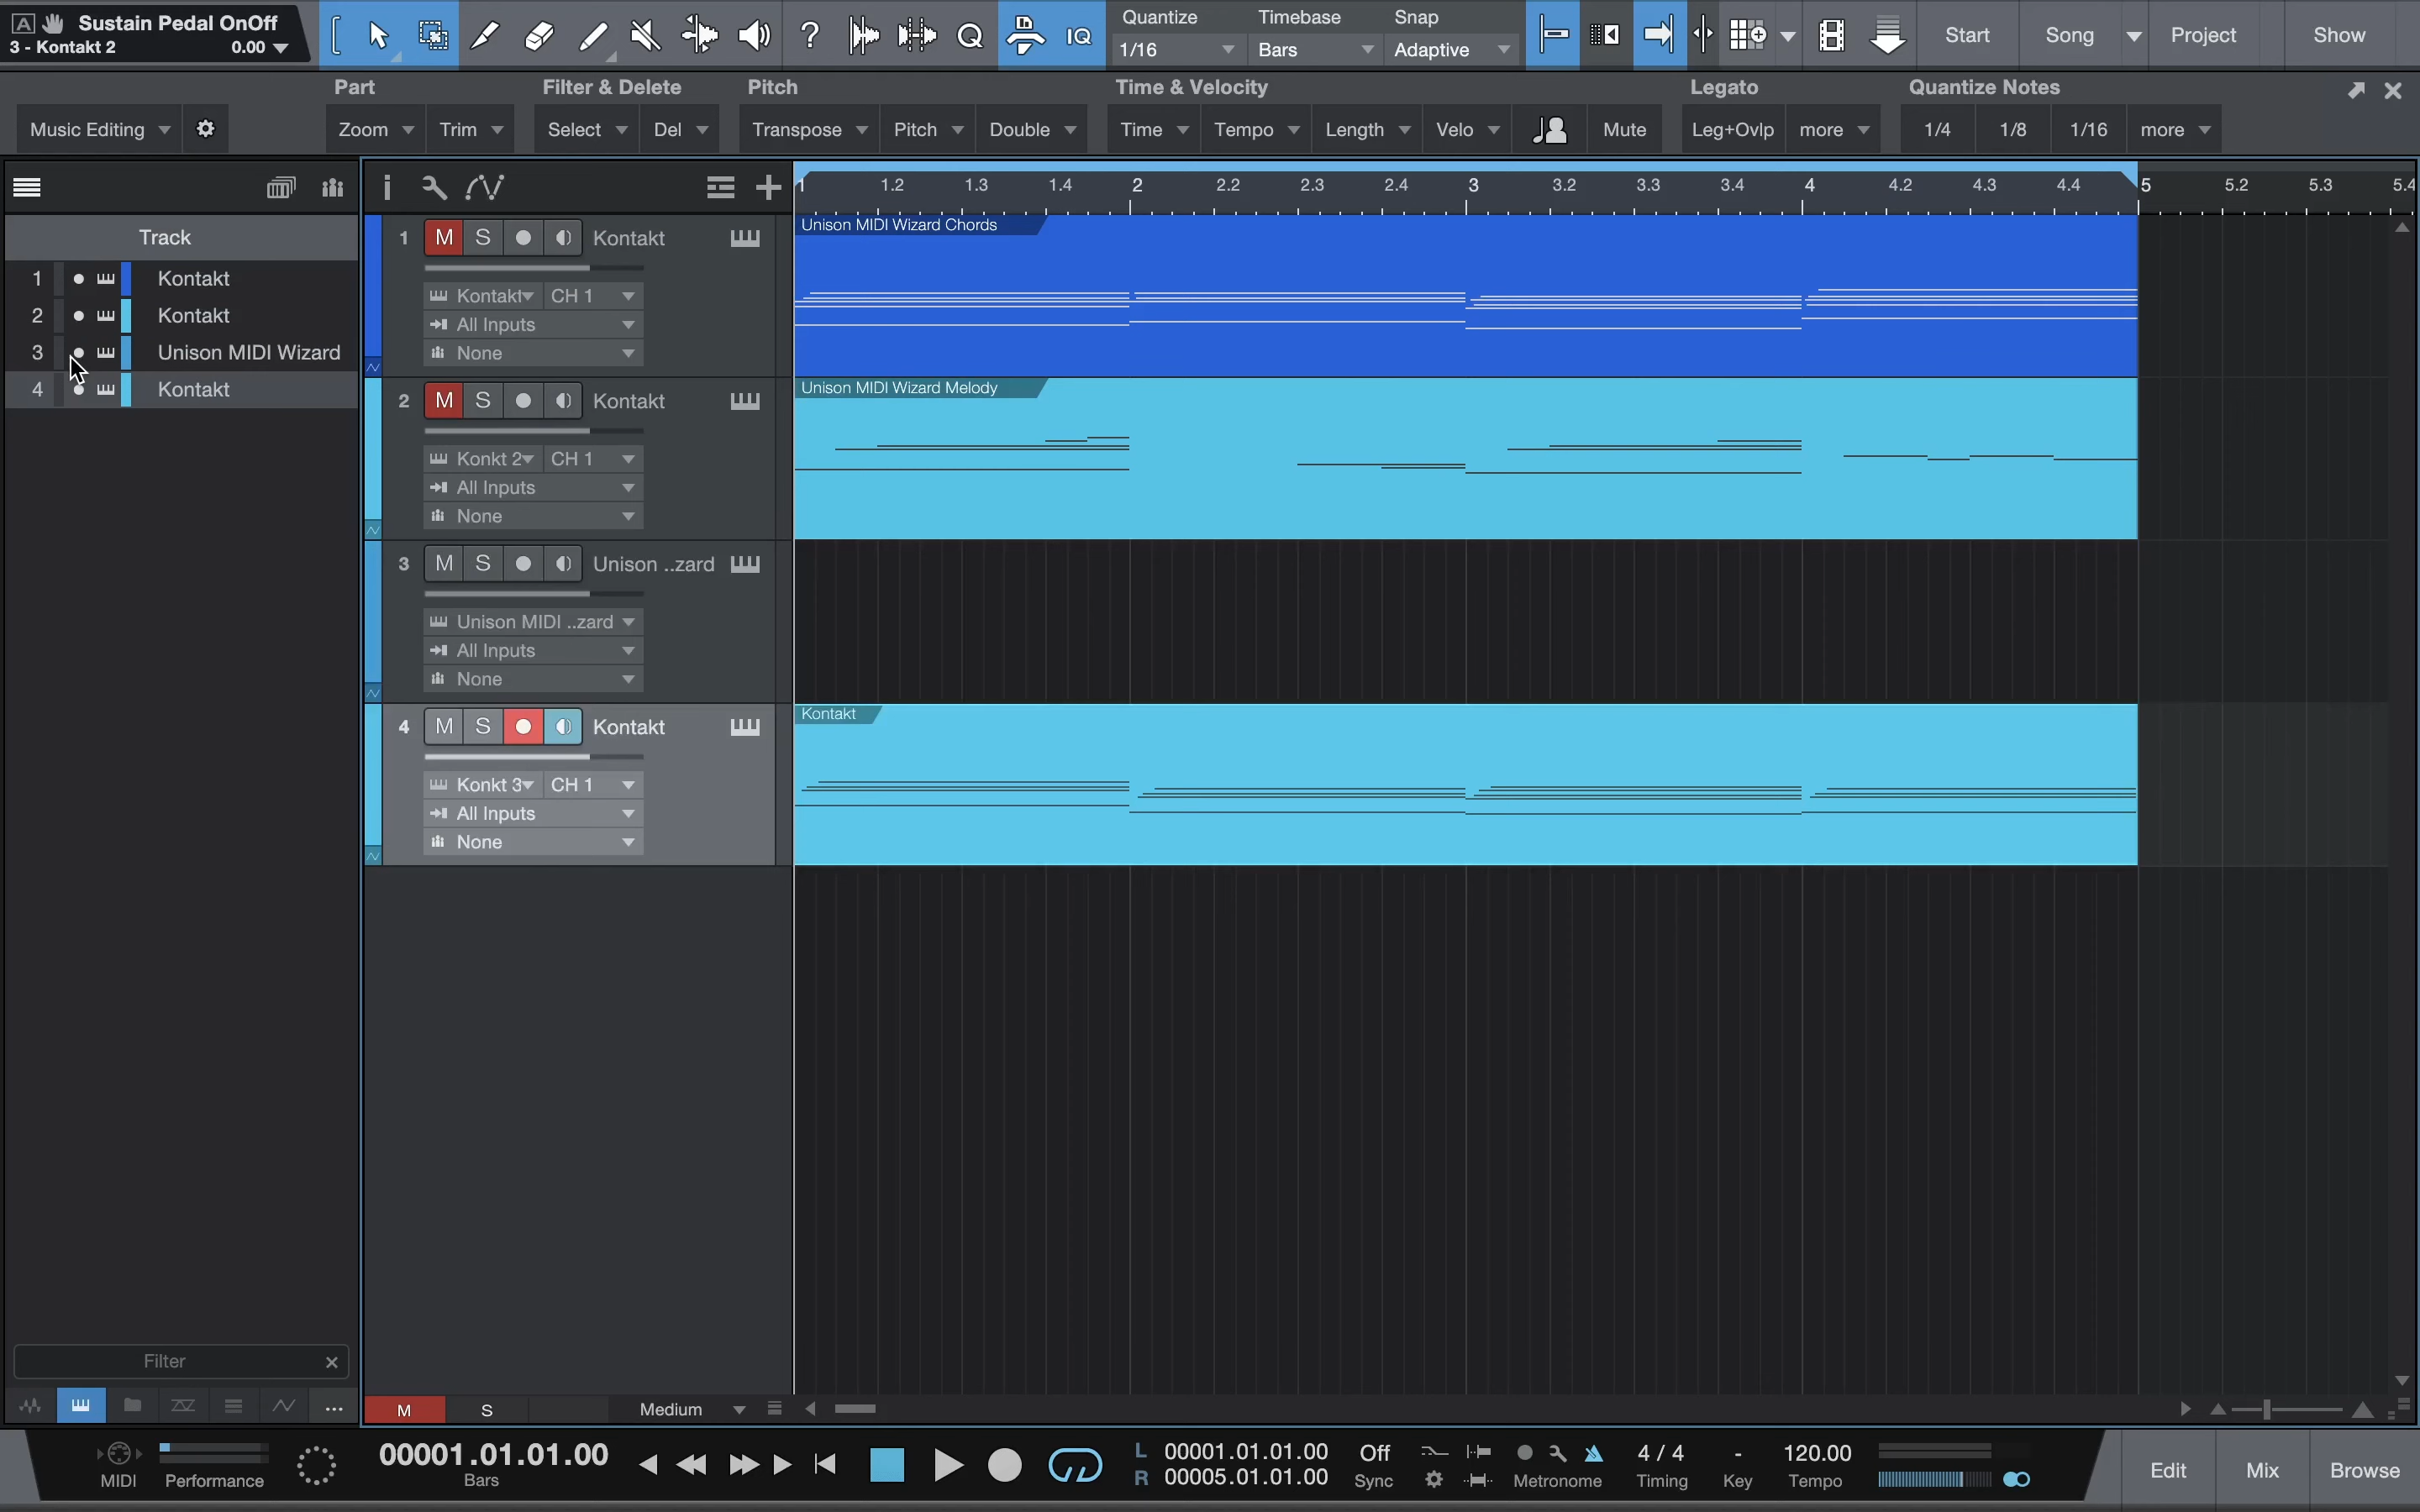 A Sustain Pedal OnOff
3 - Kontakt 2 0.00
?
Q
IQ
Quantize Timebase Snap
1/16 Bars Adaptive
Start Song Project Show
Part Filter & Delete Pitch Time & Velocity Legato Quantize Notes
Music Editing Zoom Trim Select Del Transpose Pitch Double Time Tempo Length Velo Mute Leg+Ovlp more 1/4 1/8 1/16 more
1 1.2 1.3 1.4 2 2.2 2.3 2.4 3 3.2 3.3 3.4 4 4.2 4.3 4.4 5 5.2 5.3 5.4
Track
1 Kontakt
2 Kontakt
3 Unison MIDI Wizard
4 Kontakt
1 M S Kontakt
Kontakt CH 1
All Inputs
None
Unison MIDI Wizard Chords
2 M S Kontakt
Konkt 2 CH 1
All Inputs
None
Unison MIDI Wizard Melody
3 M S Unison ..zard
Unison MIDI ..zard
All Inputs
None
4 M S Kontakt
Konkt 3 CH 1
All Inputs
None
Kontakt
Filter
...
M S Medium
MIDI Performance
00001.01.01.00
Bars
L 00001.01.01.00
R 00005.01.01.00
Off
Sync
Metronome
4 / 4
Timing
-
Key
120.00
Tempo
Edit Mix Browse